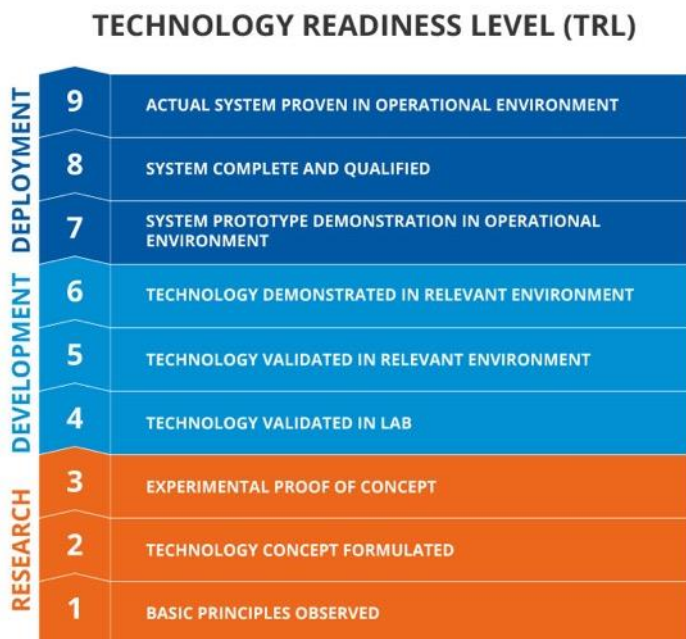 TECHNOLOGY READINESS LEVEL (TRL)
DEPLOYMENT
9
ACTUAL SYSTEM PROVEN IN OPERATIONAL ENVIRONMENT
8
SYSTEM COMPLETE AND QUALIFIED
7
SYSTEM PROTOTYPE DEMONSTRATION IN OPERATIONAL
ENVIRONMENT
DEVELOPMENT
6
TECHNOLOGY DEMONSTRATED IN RELEVANT ENVIRONMENT
5
TECHNOLOGY VALIDATED IN RELEVANT ENVIRONMENT
4
TECHNOLOGY VALIDATED IN LAB
RESEARCH
3
EXPERIMENTAL PROOF OF CONCEPT
2
TECHNOLOGY CONCEPT FORMULATED
1
BASIC PRINCIPLES OBSERVED